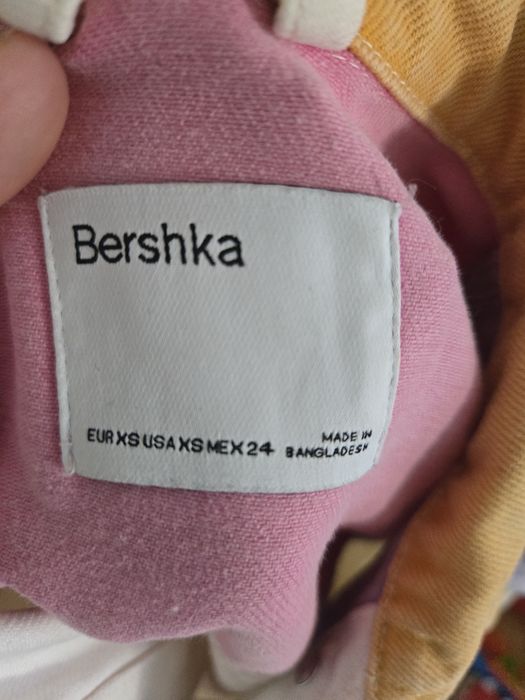 Bershka
EUR XS USA XS MEX 24
MADE IN
BANGLADESH